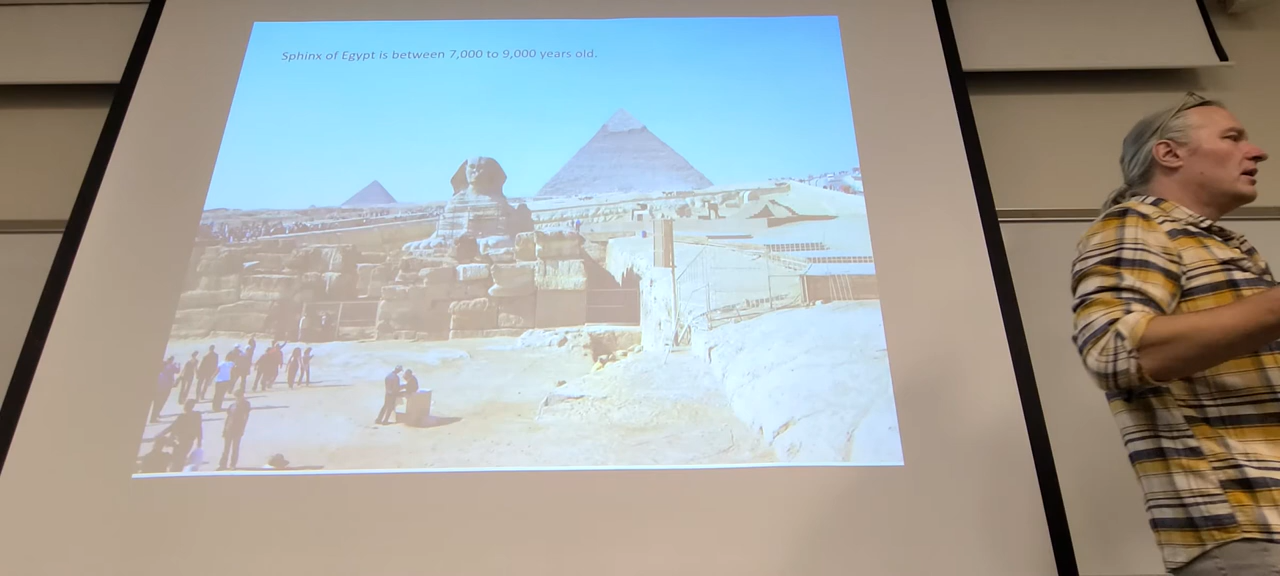 Sphinx of Egypt is between 7,000 to 9,000 years old.